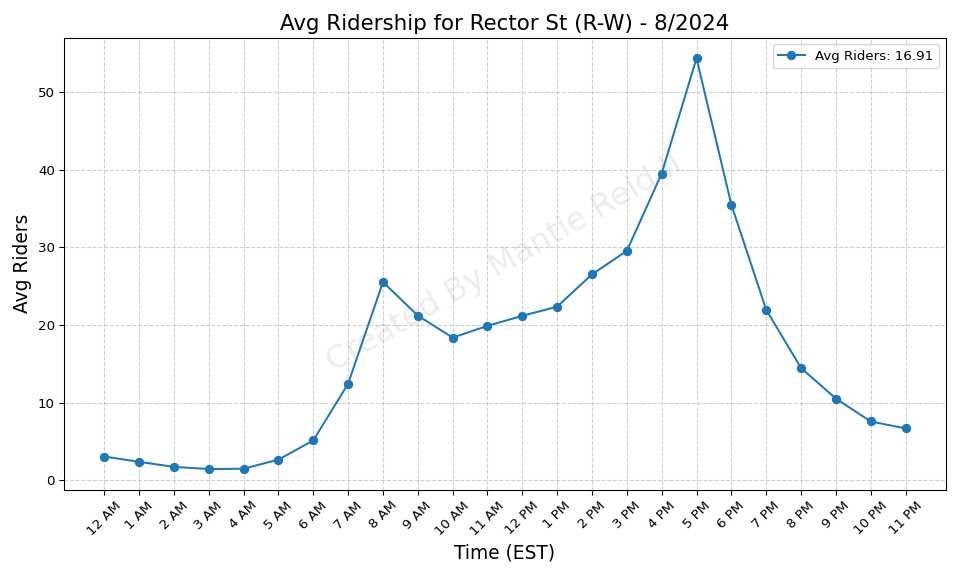 Avg Ridership for Rector St (R-W) - 8/2024
Avg Riders: 16.91
Avg Riders
50
40
30
20
10
0
Created By Mantie Reid II
12 AM
1 AM
2 AM
3 AM
4 AM
5 AM
6 AM
7 AM
8 AM
9 AM
10 AM
11 AM
12 PM
1 PM
2 PM
3 PM
4 PM
5 PM
6 PM
7 PM
8 PM
9 PM
10 PM
11 PM
Time (EST)